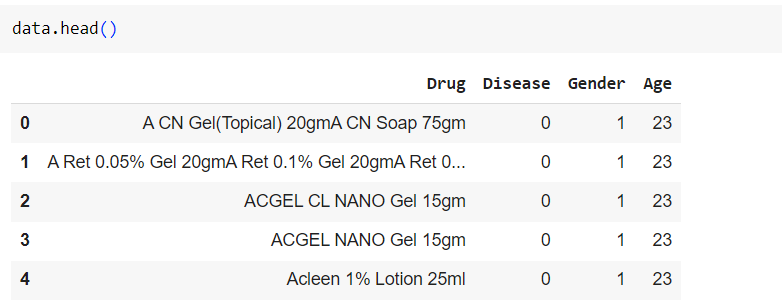 data.head()
Drug Disease Gender Age
0 A CN Gel(Topical) 20gmA CN Soap 75gm 0 1 23
1 A Ret 0.05% Gel 20gmA Ret 0.1% Gel 20gmA Ret 0... 0 1 23
2 ACGEL CL NANO Gel 15gm 0 1 23
3 ACGEL NANO Gel 15gm 0 1 23
4 Acleen 1% Lotion 25ml 0 1 23